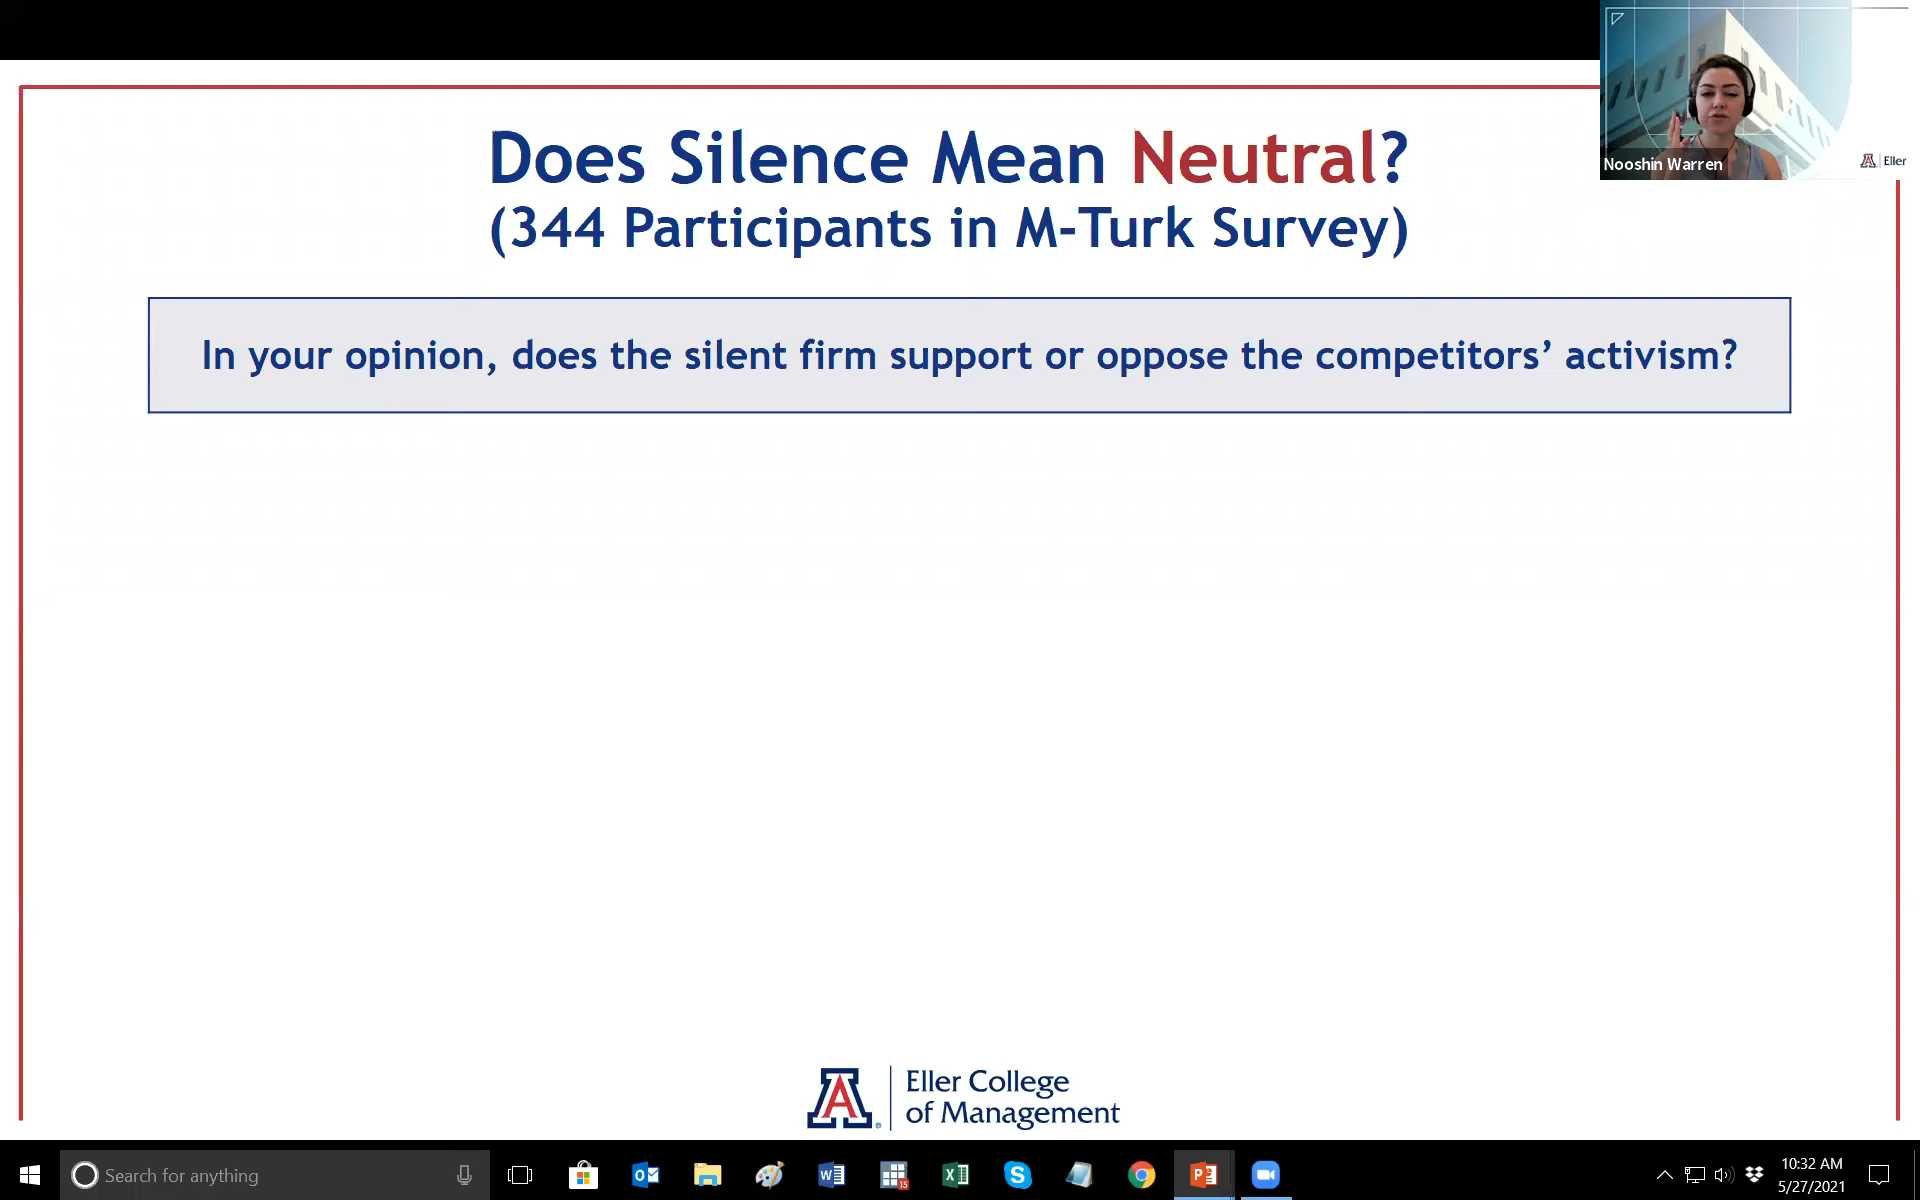 Does Silence Mean Neutral?
(344 Participants in M-Turk Survey)
In your opinion, does the silent firm support or oppose the competitors’ activism?
Nooshin Warren
A Eller
A
Eller College
of Management
Search for anything
15
10:32 AM
5/27/2021